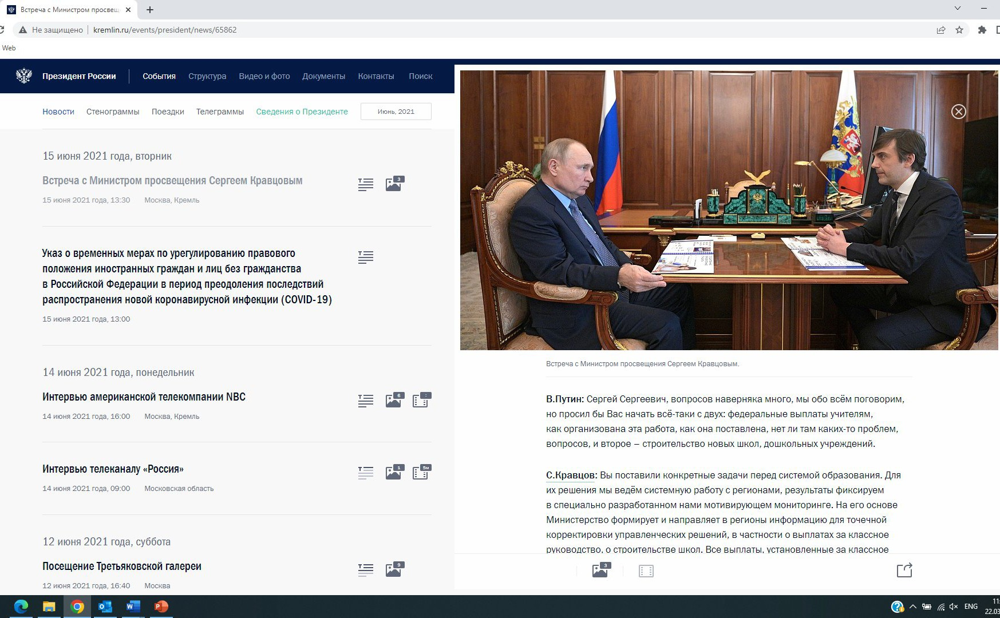 Встреча с Министром просвещ
Не защищено
kremlin.ru/events/president/news/65862
Web
Президент России
События
Структура
Видео и фото
Документы
Контакты
Поиск
Новости
Стенограммы
Поездки
Телеграммы
Сведения о Президенте
Июнь, 2021
15 июня 2021 года, вторник
Встреча с Министром просвещения Сергеем Кравцовым
3
15 июня 2021 года, 13:30
Москва, Кремль
Указ о временных мерах по урегулированию правового
положения иностранных граждан и лиц без гражданства
в Российской Федерации в период преодоления последствий
распространения новой коронавирусной инфекции (COVID-19)
15 июня 2021 года, 13:00
14 июня 2021 года, понедельник
Интервью американской телекомпании NBC
6
:
14 июня 2021 года, 16:00
Москва, Кремль
Интервью телеканалу «Россия»
1
5м
14 июня 2021 года, 09:00
Московская область
12 июня 2021 года, суббота
Посещение Третьяковской галереи
9
12 июня 2021 года, 16:40
Москва
Встреча с Министром просвещения Сергеем Кравцовым.
В.Путин: Сергей Сергеевич, вопросов наверняка много, мы обо всём поговорим,
но просил бы Вас начать всё-таки с двух: федеральные выплаты учителям,
как организована эта работа, как она поставлена, нет ли там каких-то проблем,
вопросов, и второе – строительство новых школ, дошкольных учреждений.
С.Кравцов: Вы поставили конкретные задачи перед системой образования. Для
их решения мы ведём системную работу с регионами, результаты фиксируем
в специально разработанном нами мотивирующем мониторинге. На его основе
Министерство формирует и направляет в регионы информацию для точечной
корректировки управленческих решений, в частности о выплатах за классное
руководство, о строительстве школ. Все выплаты, установленные за классное
3
ENG
11:
22.03